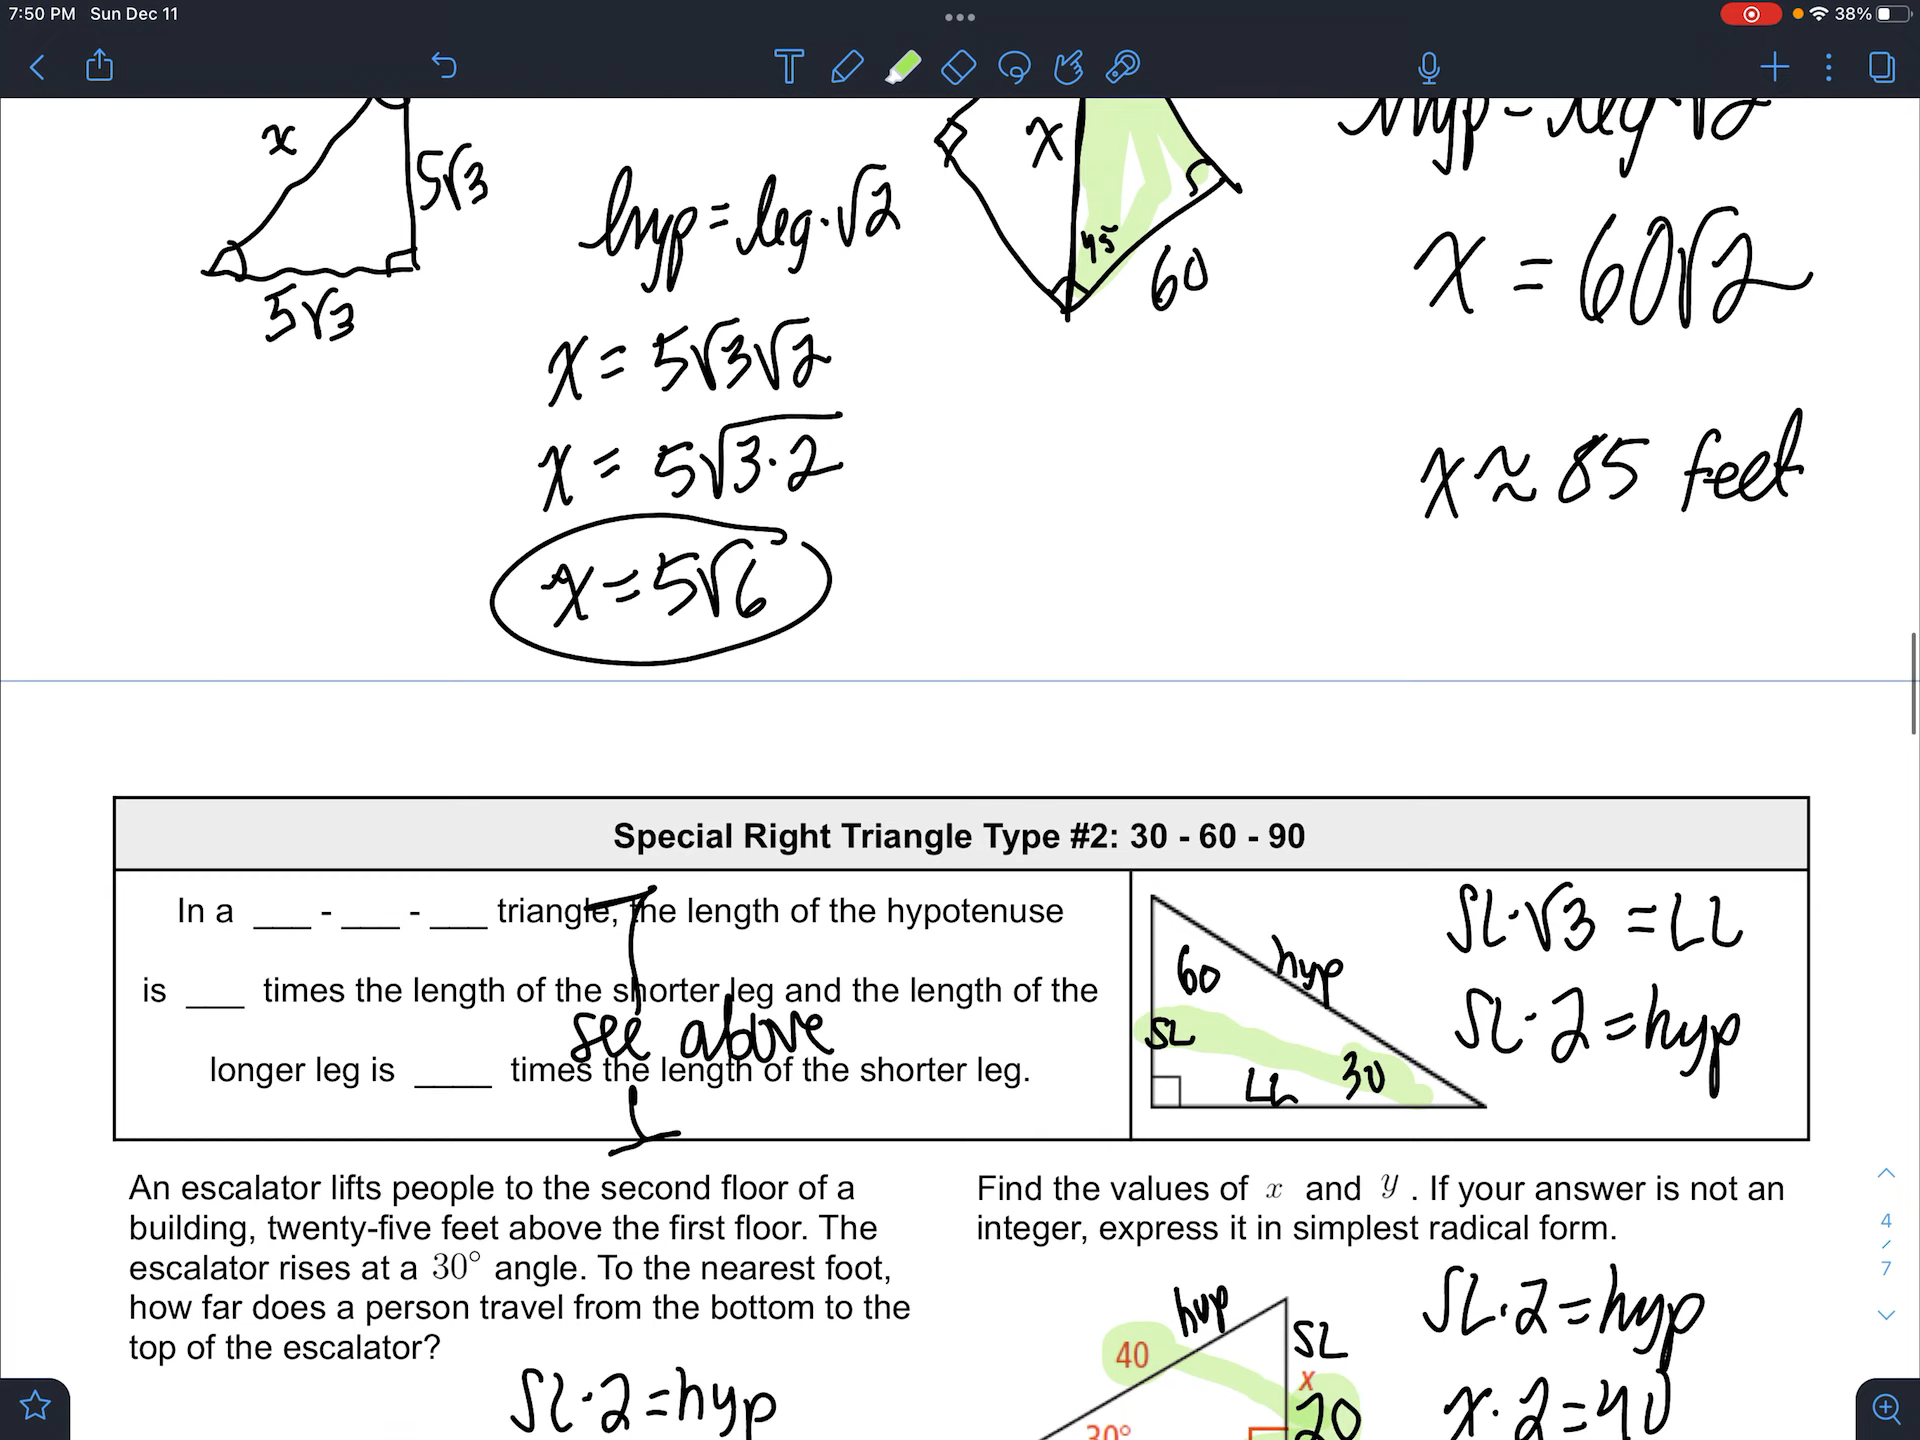 7:50 PM Sun Dec 11
38%
x
5√3
5√3
hyp = leg·√2
x = 5√3√2
x = 5√3·2
x = 5√6
x
45
60
hyp = leg·√2
x = 60√2
x ≈ 85 feet
Special Right Triangle Type #2: 30 - 60 - 90
In a ___ - ___ - ___ triangle, the length of the hypotenuse
is ___ times the length of the shorter leg and the length of the
see above
longer leg is ____ times the length of the shorter leg.
60
hyp
SL
LL
30
SL·√3 = LL
SL·2 = hyp
An escalator lifts people to the second floor of a
building, twenty-five feet above the first floor. The
escalator rises at a 30° angle. To the nearest foot,
how far does a person travel from the bottom to the
top of the escalator?
SL·2 = hyp
Find the values of x and y . If your answer is not an
integer, express it in simplest radical form.
hyp
40
SL
x
20
30°
SL·2 = hyp
x·2 = 40
4
7